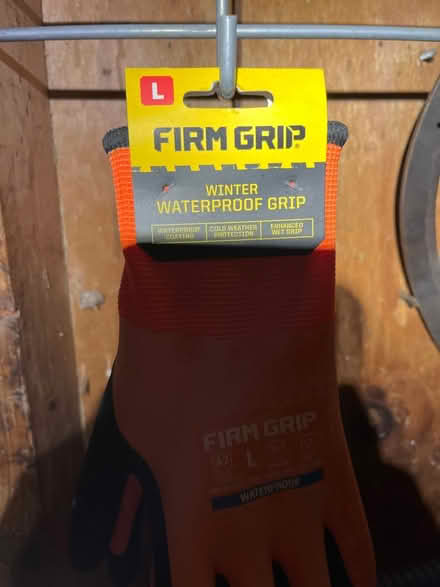 L
FIRM GRIP
WINTER
WATERPROOF GRIP
WATERPROOF COLD WEATHER ENHANCED
COATING PROTECTION WET GRIP
FIRM GRIP
L
WATERPROOF